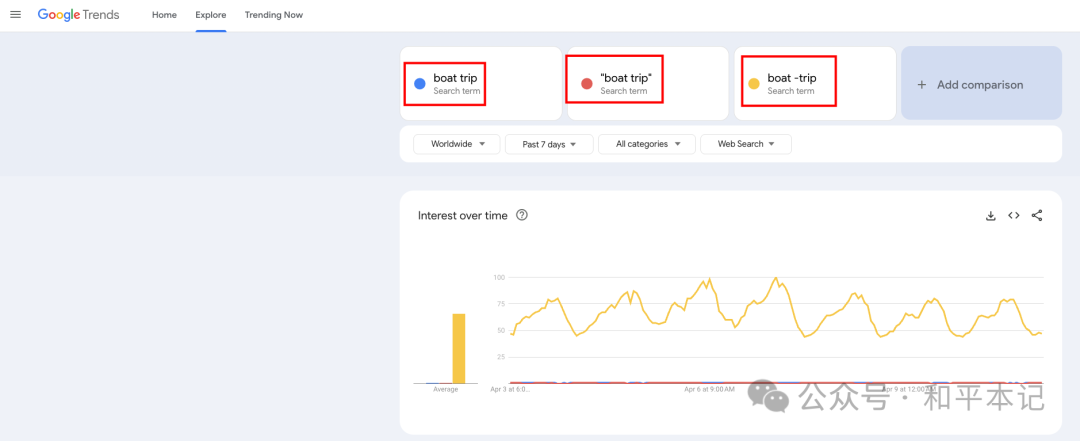 Google Trends Home Explore Trending Now
boat trip
Search term
"boat trip"
Search term
boat -trip
Search term
+ Add comparison
Worldwide
Past 7 days
All categories
Web Search
Interest over time
100
75
50
25
Average
Apr 3 at 6:0...
Apr 6 at 9:00 AM
Apr 9 at 12:00 AM
公众号 · 和平本记